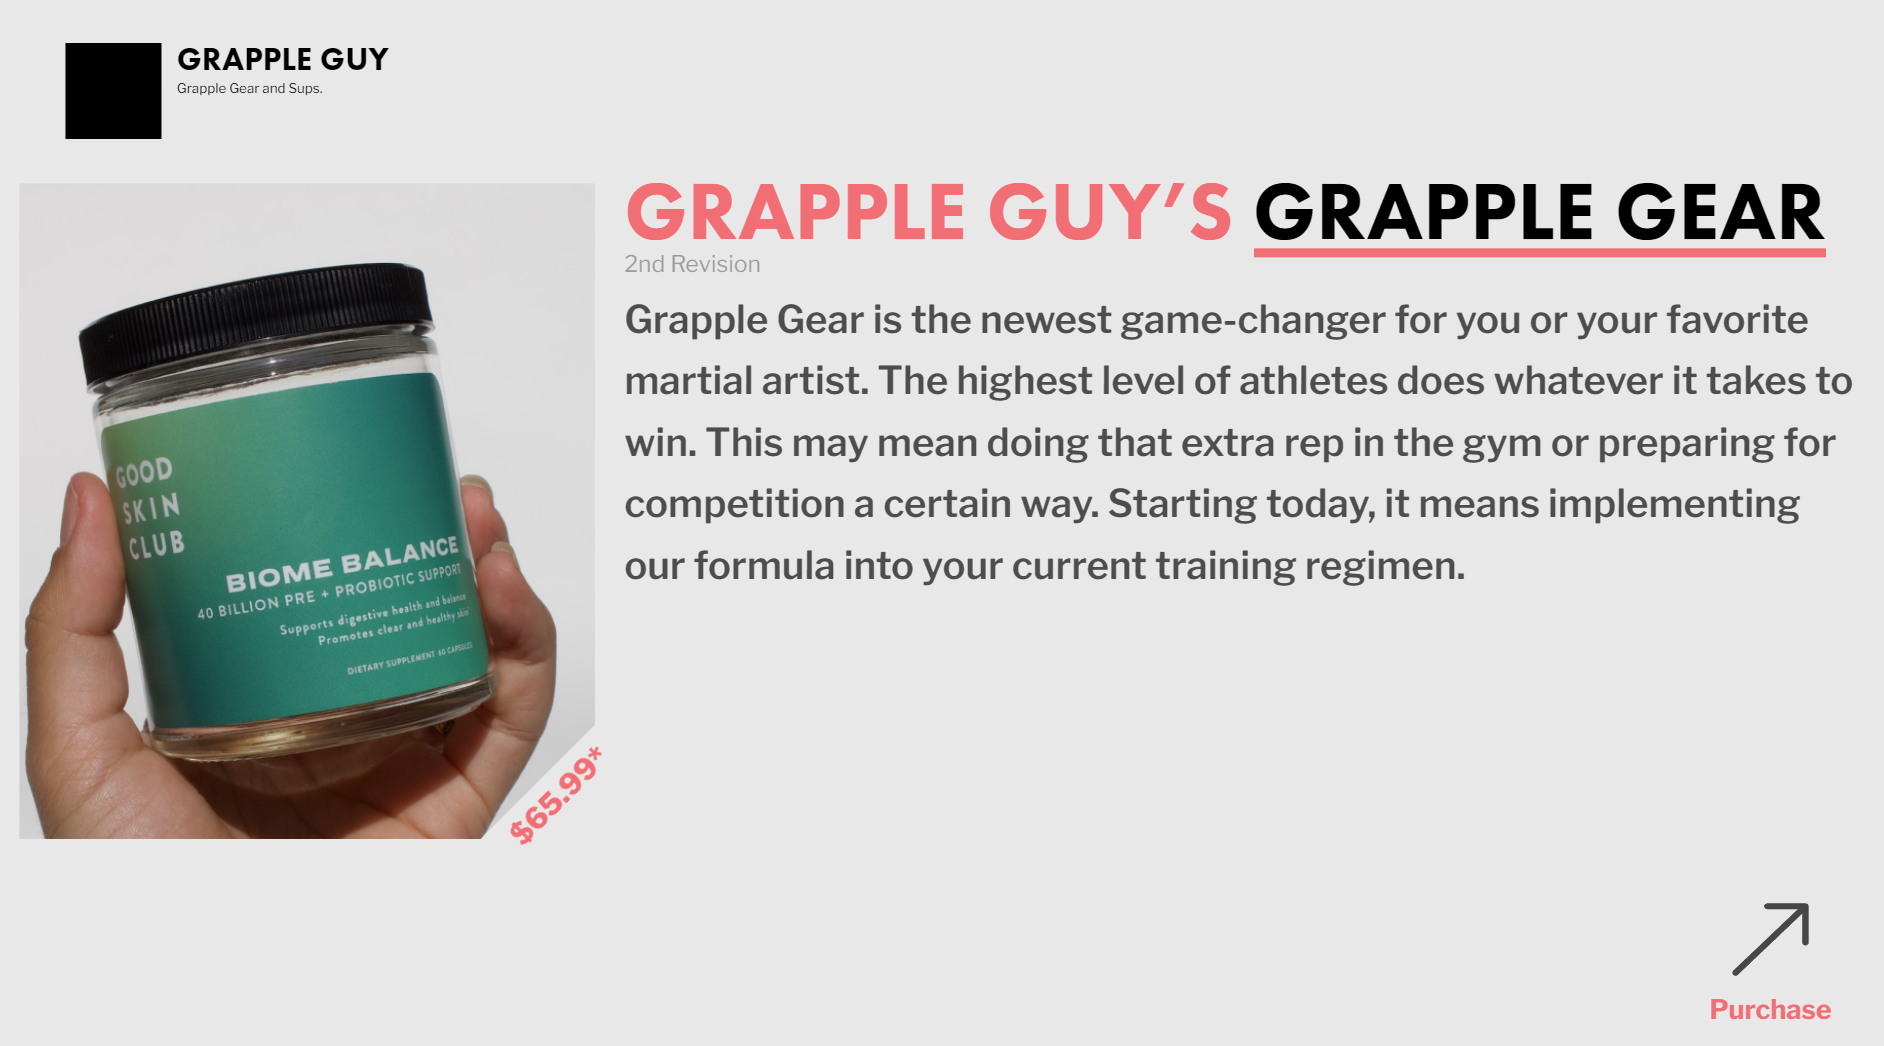 GRAPPLE GUY
Grapple Gear and Sups.
GRAPPLE GUY’S GRAPPLE GEAR
2nd Revision
Grapple Gear is the newest game-changer for you or your favorite
martial artist. The highest level of athletes does whatever it takes to
win. This may mean doing that extra rep in the gym or preparing for
competition a certain way. Starting today, it means implementing
our formula into your current training regimen.
GOOD
SKIN
CLUB
BIOME BALANCE
40 BILLION PRE + PROBIOTIC SUPPORT
Supports digestive health and balance
Promotes clear and healthy skin
DIETARY SUPPLEMENT 60 CAPSULES
$65.99*
Purchase